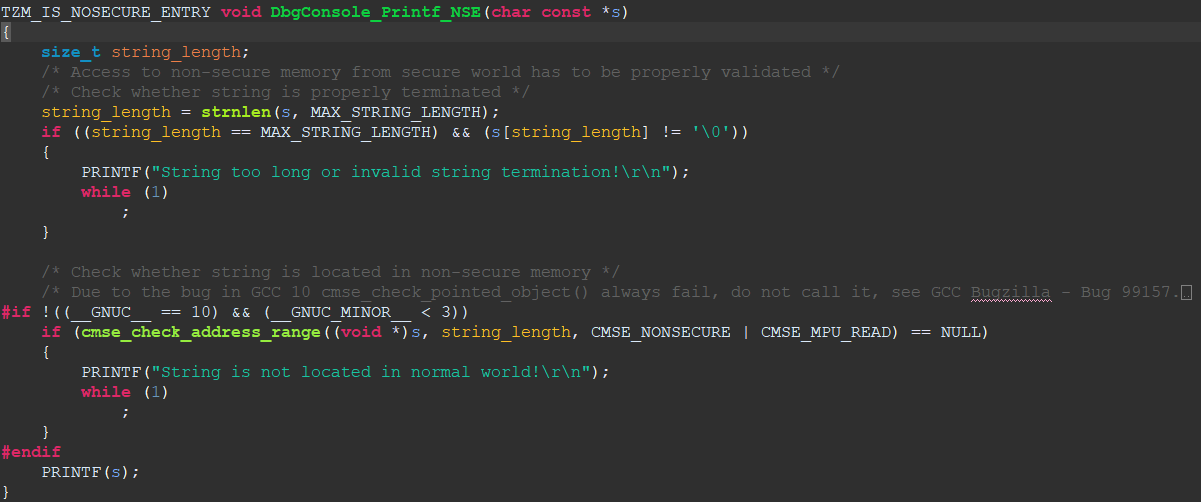 TZM_IS_NOSECURE_ENTRY void DbgConsole_Printf_NSE(char const *s)
{
    size_t string_length;
    /* Access to non-secure memory from secure world has to be properly validated */
    /* Check whether string is properly terminated */
    string_length = strnlen(s, MAX_STRING_LENGTH);
    if ((string_length == MAX_STRING_LENGTH) && (s[string_length] != '\0'))
    {
        PRINTF("String too long or invalid string termination!\r\n");
        while (1)
            ;
    }

    /* Check whether string is located in non-secure memory */
    /* Due to the bug in GCC 10 cmse_check_pointed_object() always fail, do not call it, see GCC Bugzilla - Bug 99157.
#if !((__GNUC__ == 10) && (__GNUC_MINOR__ < 3))
    if (cmse_check_address_range((void *)s, string_length, CMSE_NONSECURE | CMSE_MPU_READ) == NULL)
    {
        PRINTF("String is not located in normal world!\r\n");
        while (1)
            ;
    }
#endif
    PRINTF(s);
}